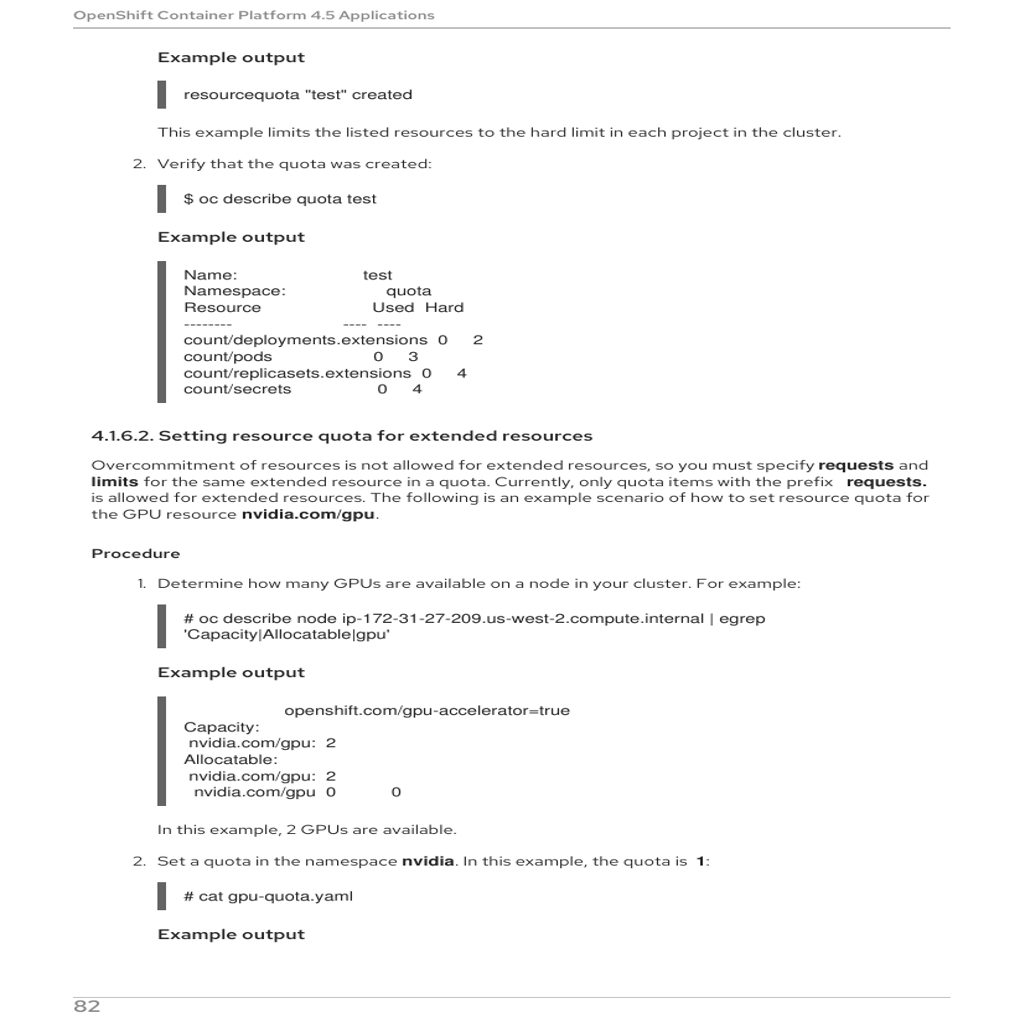 OpenShift Container Platform 4.5 Applications
Example output
resourcequota "test" created
This example limits the listed resources to the hard limit in each project in the cluster.
2. Verify that the quota was created:
$ oc describe quota test
Example output
Name: test
Namespace: quota
Resource Used Hard
-------- ---- ----
count/deployments.extensions 0 2
count/pods 0 3
count/replicasets.extensions 0 4
count/secrets 0 4
4.1.6.2. Setting resource quota for extended resources
Overcommitment of resources is not allowed for extended resources, so you must specify requests and
limits for the same extended resource in a quota. Currently, only quota items with the prefix requests.
is allowed for extended resources. The following is an example scenario of how to set resource quota for
the GPU resource nvidia.com/gpu.
Procedure
1. Determine how many GPUs are available on a node in your cluster. For example:
# oc describe node ip-172-31-27-209.us-west-2.compute.internal | egrep
'Capacity|Allocatable|gpu'
Example output
openshift.com/gpu-accelerator=true
Capacity:
nvidia.com/gpu: 2
Allocatable:
nvidia.com/gpu: 2
nvidia.com/gpu 0 0
In this example, 2 GPUs are available.
2. Set a quota in the namespace nvidia. In this example, the quota is 1:
# cat gpu-quota.yaml
Example output
82